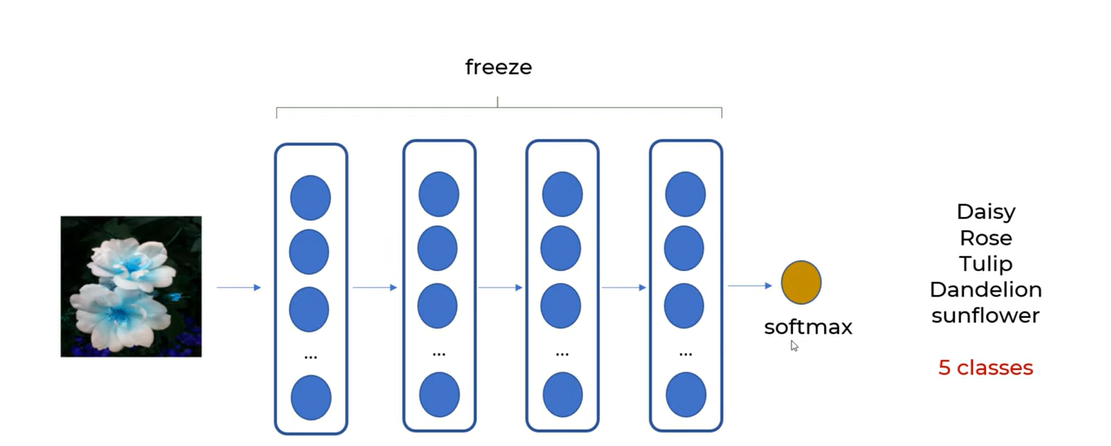 freeze
...
...
...
...
softmax
Daisy
Rose
Tulip
Dandelion
sunflower
5 classes